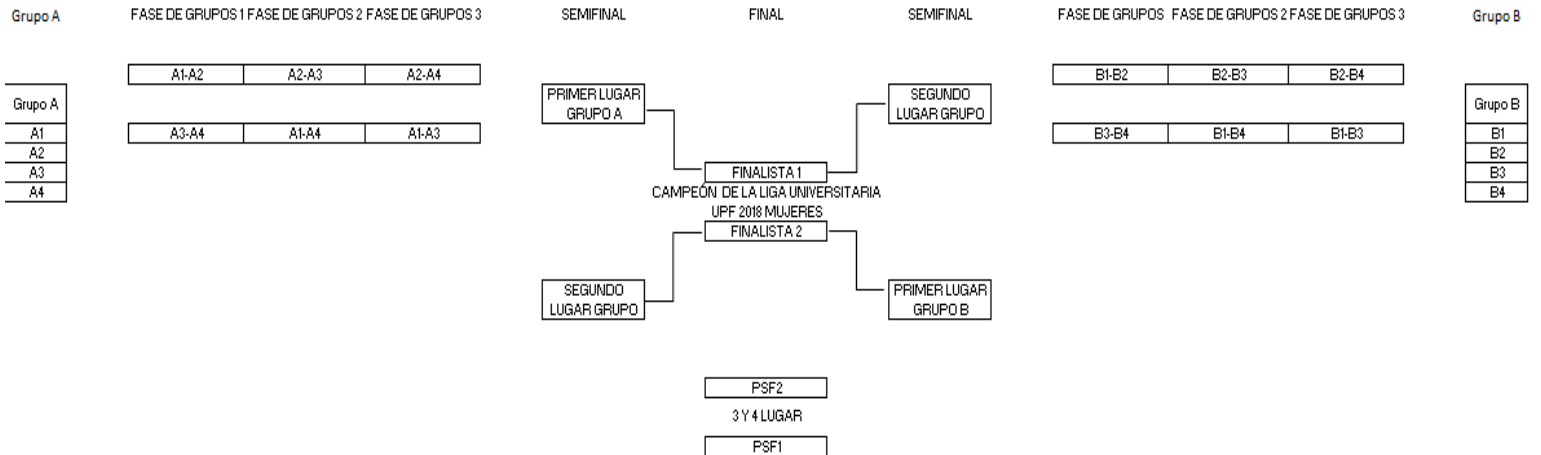 Grupo A FASE DE GRUPOS 1 FASE DE GRUPOS 2 FASE DE GRUPOS 3 SEMIFINAL FINAL SEMIFINAL FASE DE GRUPOS FASE DE GRUPOS 2 FASE DE GRUPOS 3 Grupo B
A1-A2 A2-A3 A2-A4 B1-B2 B2-B3 B2-B4
Grupo A
A1
A2
A3
A4
A3-A4 A1-A4 A1-A3
PRIMER LUGAR
GRUPO A
SEGUNDO
LUGAR GRUPO
B3-B4 B1-B4 B1-B3
Grupo B
B1
B2
B3
B4
FINALISTA 1
CAMPEÓN DE LA LIGA UNIVERSITARIA
UPF 2018 MUJERES
FINALISTA 2
SEGUNDO
LUGAR GRUPO
PRIMER LUGAR
GRUPO B
PSF2
3 Y 4 LUGAR
PSF1